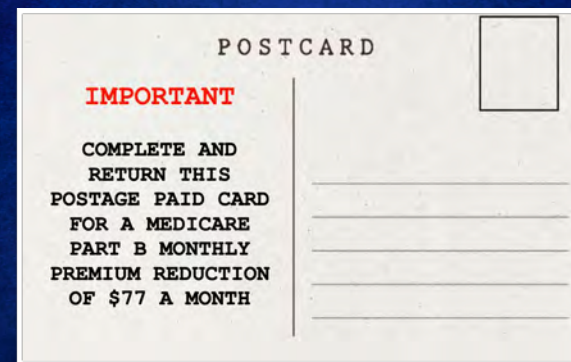 POSTCARD
IMPORTANT
COMPLETE AND
RETURN THIS
POSTAGE PAID CARD
FOR A MEDICARE
PART B MONTHLY
PREMIUM REDUCTION
OF $77 A MONTH